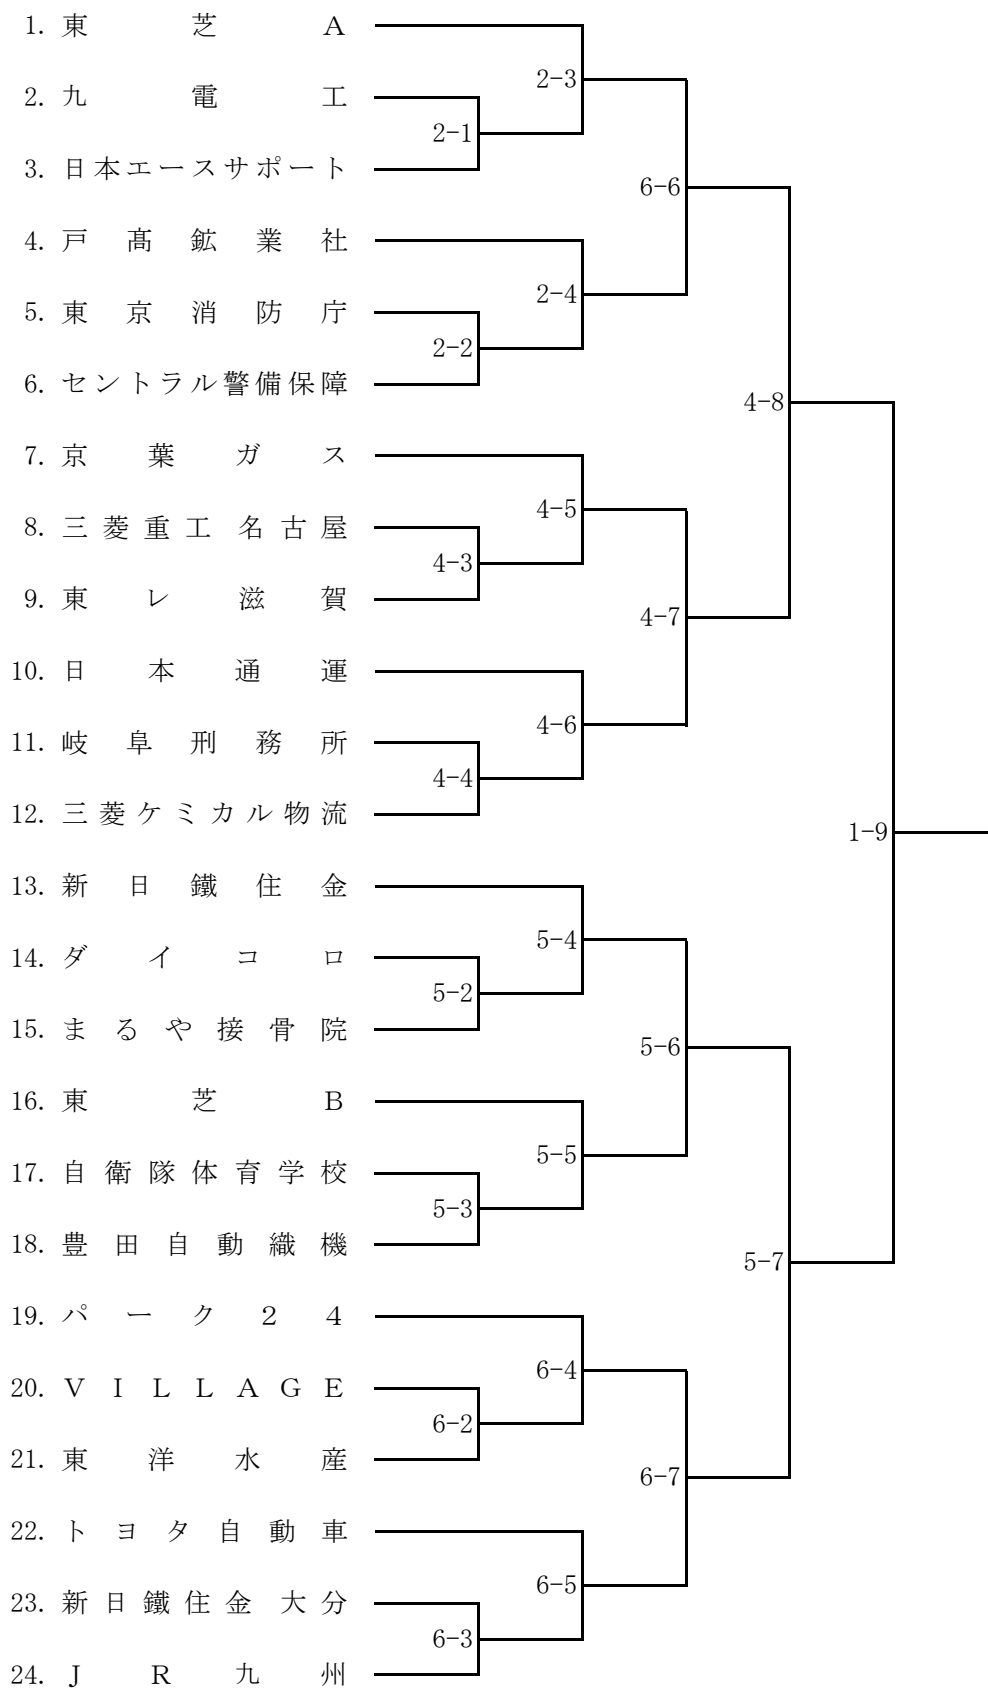 1. 東芝A
2-3
2. 九電工
2-1
3. 日本エースサポート
6-6
4. 戸髙鉱業社
2-4
5. 東京消防庁
2-2
6. セントラル警備保障
4-8
7. 京葉ガス
4-5
8. 三菱重工名古屋
4-3
9. 東レ滋賀
4-7
10. 日本通運
4-6
11. 岐阜刑務所
4-4
12. 三菱ケミカル物流
1-9
13. 新日鐵住金
5-4
14. ダイコロ
5-2
15. まるや接骨院
5-6
16. 東芝B
5-5
17. 自衛隊体育学校
5-3
18. 豊田自動織機
5-7
19. パーク24
6-4
20. VILLAGE
6-2
21. 東洋水産
6-7
22. トヨタ自動車
6-5
23. 新日鐵住金大分
6-3
24. JR九州